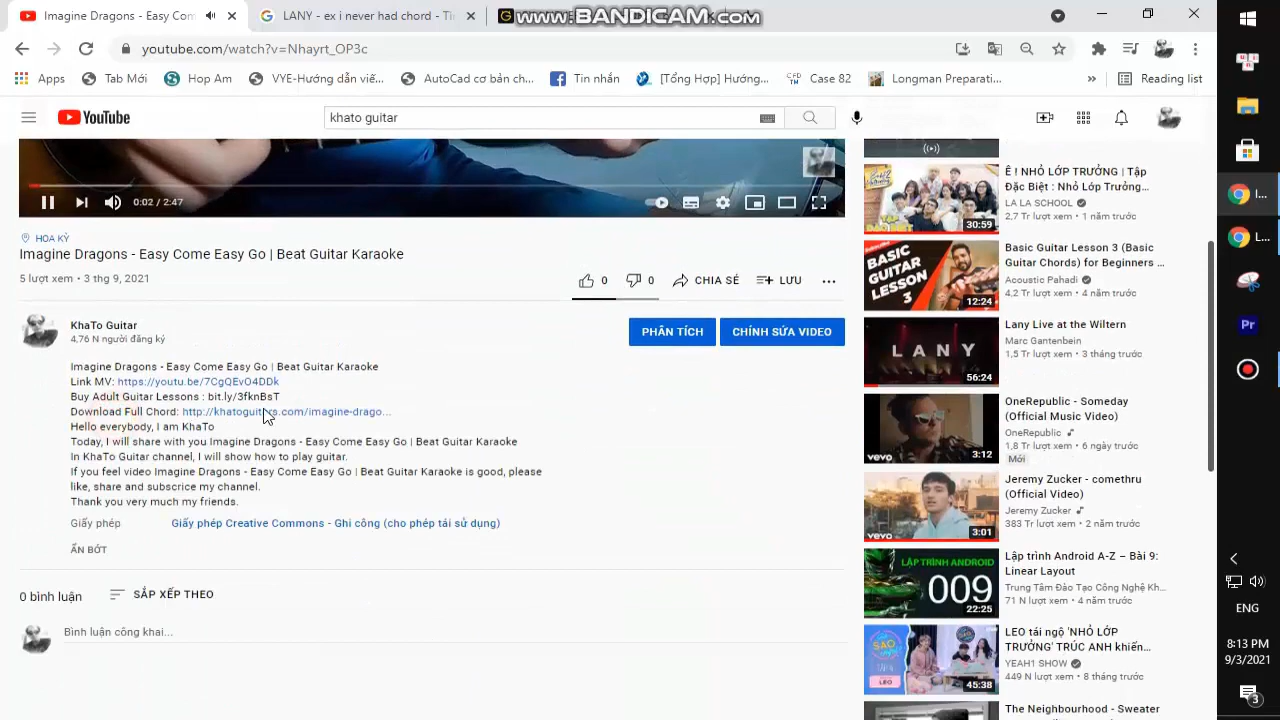 Imagine Dragons - Easy Com
LANY - ex i never had chord - Th
www.BANDICAM.com
youtube.com/watch?v=Nhayrt_OP3c
Apps
Tab Mới
Hop Am
VYE-Hướng dẫn viế...
AutoCad cơ bản ch...
Tin nhắn
[Tổng Hợp] Hướng...
Case 82
Longman Preparati...
»
Reading list
YouTube
khato guitar
0:02 / 2:47
HOA KỲ
Imagine Dragons - Easy Come Easy Go | Beat Guitar Karaoke
5 lượt xem • 3 thg 9, 2021
0
0
CHIA SẺ
LƯU
KhaTo Guitar
4,76 N người đăng ký
PHÂN TÍCH
CHỈNH SỬA VIDEO
Imagine Dragons - Easy Come Easy Go | Beat Guitar Karaoke
Link MV: https://youtu.be/7CgQEvO4DDk
Buy Adult Guitar Lessons : bit.ly/3fknBsT
Download Full Chord: http://khatoguitars.com/imagine-drago...
Hello everybody, I am KhaTo
Today, I will share with you Imagine Dragons - Easy Come Easy Go | Beat Guitar Karaoke
In KhaTo Guitar channel, I will show how to play guitar.
If you feel video Imagine Dragons - Easy Come Easy Go | Beat Guitar Karaoke is good, please
like, share and subscrice my channel.
Thank you very much my friends.
Giấy phép
Giấy phép Creative Commons - Ghi công (cho phép tái sử dụng)
ẨN BỚT
0 bình luận
SẮP XẾP THEO
Bình luận công khai...
30:59
Ê ! NHỎ LỚP TRƯỞNG | Tập
Đặc Biệt : Nhỏ Lớp Trưởng...
LA LA SCHOOL
2,7 Tr lượt xem • 1 năm trước
BASIC
GUITAR
LESSON
3
12:24
Basic Guitar Lesson 3 (Basic
Guitar Chords) for Beginners ...
Acoustic Pahadi
4,2 Tr lượt xem • 4 năm trước
LANY
56:24
Lany Live at the Wiltern
Marc Gantenbein
1,5 Tr lượt xem • 3 tháng trước
vevo
3:12
OneRepublic - Someday
(Official Music Video)
OneRepublic
1,8 Tr lượt xem • 6 ngày trước
Mới
vevo
3:01
Jeremy Zucker - comethru
(Official Video)
Jeremy Zucker
383 Tr lượt xem • 2 năm trước
LẬP TRÌNH ANDROID
009
22:25
Lập trình Android A-Z – Bài 9:
Linear Layout
Trung Tâm Đào Tạo Công Nghệ Kh...
71 N lượt xem • 4 năm trước
LEO
45:38
LEO tái ngộ 'NHỎ LỚP
TRƯỞNG' TRÚC ANH khiến...
YEAH1 SHOW
449 N lượt xem • 8 tháng trước
The Neighbourhood - Sweater
I...
L...
Pr
ENG
8:13 PM
9/3/2021
3